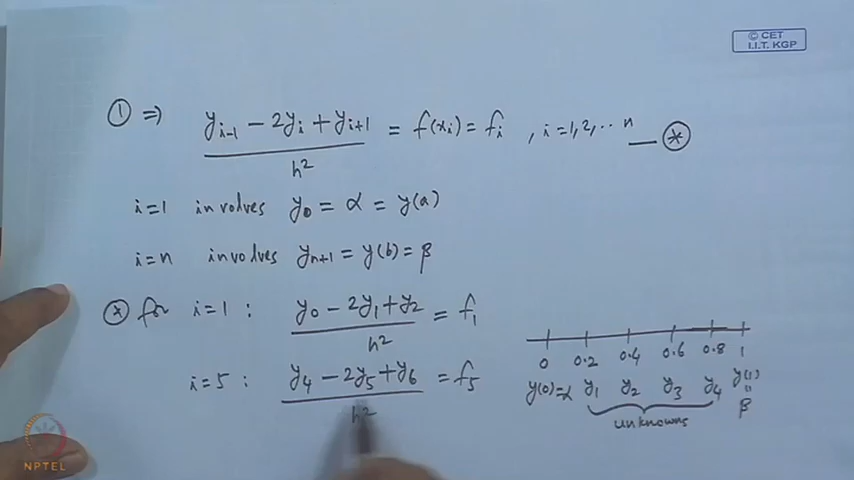 © CET
I.I.T. KGP
① ⇒ (y_{i-1} - 2y_i + y_{i+1}) / h² = f(x_i) = f_i , i=1,2,.. n — ⊛
i=1 involves y_0 = α = y(a)
i=n involves y_{n+1} = y(b) = β
⊛ for i=1 : (y_0 - 2y_1 + y_2) / h² = f_1
i=5 : (y_4 - 2y_5 + y_6) / h² = f_5
0 0.2 0.4 0.6 0.8 1
y(0)=α y_1 y_2 y_3 y_4 y(1)
"
β
unknowns
NPTEL